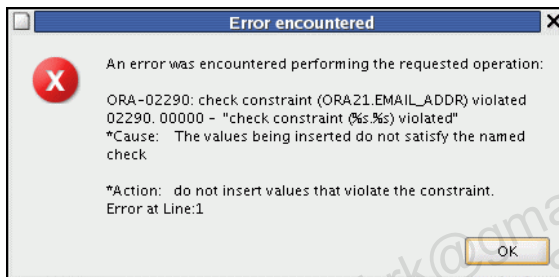 Error encountered
An error was encountered performing the requested operation:
ORA-02290: check constraint (ORA21.EMAIL_ADDR) violated
02290. 00000 - "check constraint (%s.%s) violated"
*Cause: The values being inserted do not satisfy the named
check
*Action: do not insert values that violate the constraint.
Error at Line:1
OK